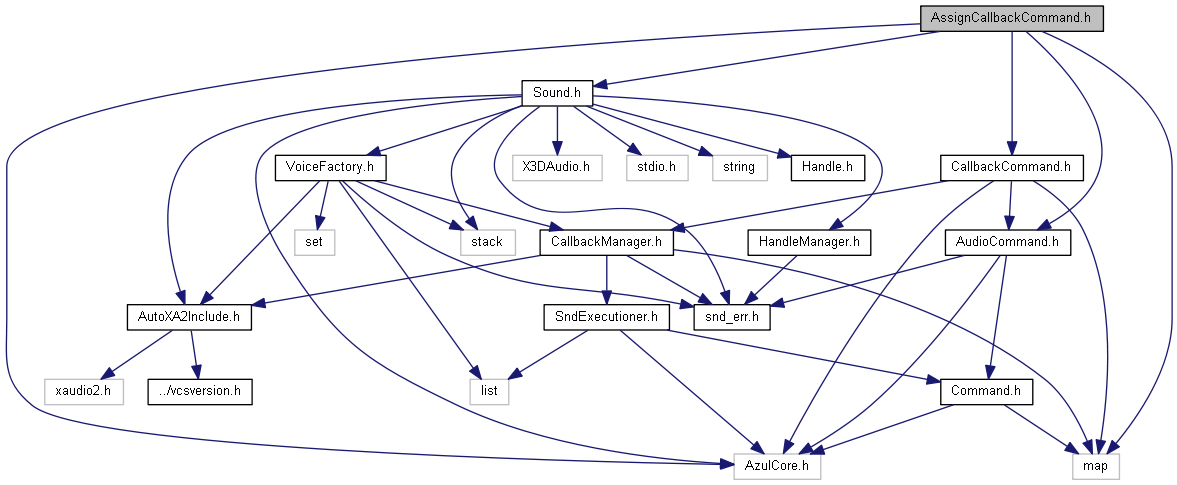 AssignCallbackCommand.h
Sound.h
VoiceFactory.h
X3DAudio.h
stdio.h
string
Handle.h
CallbackCommand.h
set
stack
CallbackManager.h
HandleManager.h
AudioCommand.h
AutoXA2Include.h
SndExecutioner.h
snd_err.h
xaudio2.h
../vcsversion.h
list
Command.h
AzulCore.h
map